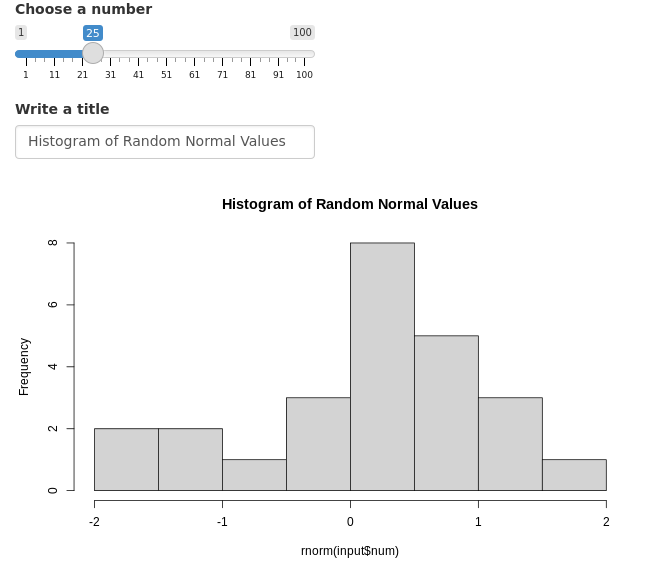 Choose a number
1 25 100
1 11 21 31 41 51 61 71 81 91 100
Write a title
Histogram of Random Normal Values
Histogram of Random Normal Values
8
6
4
2
0
Frequency
-2 -1 0 1 2
rnorm(input$num)